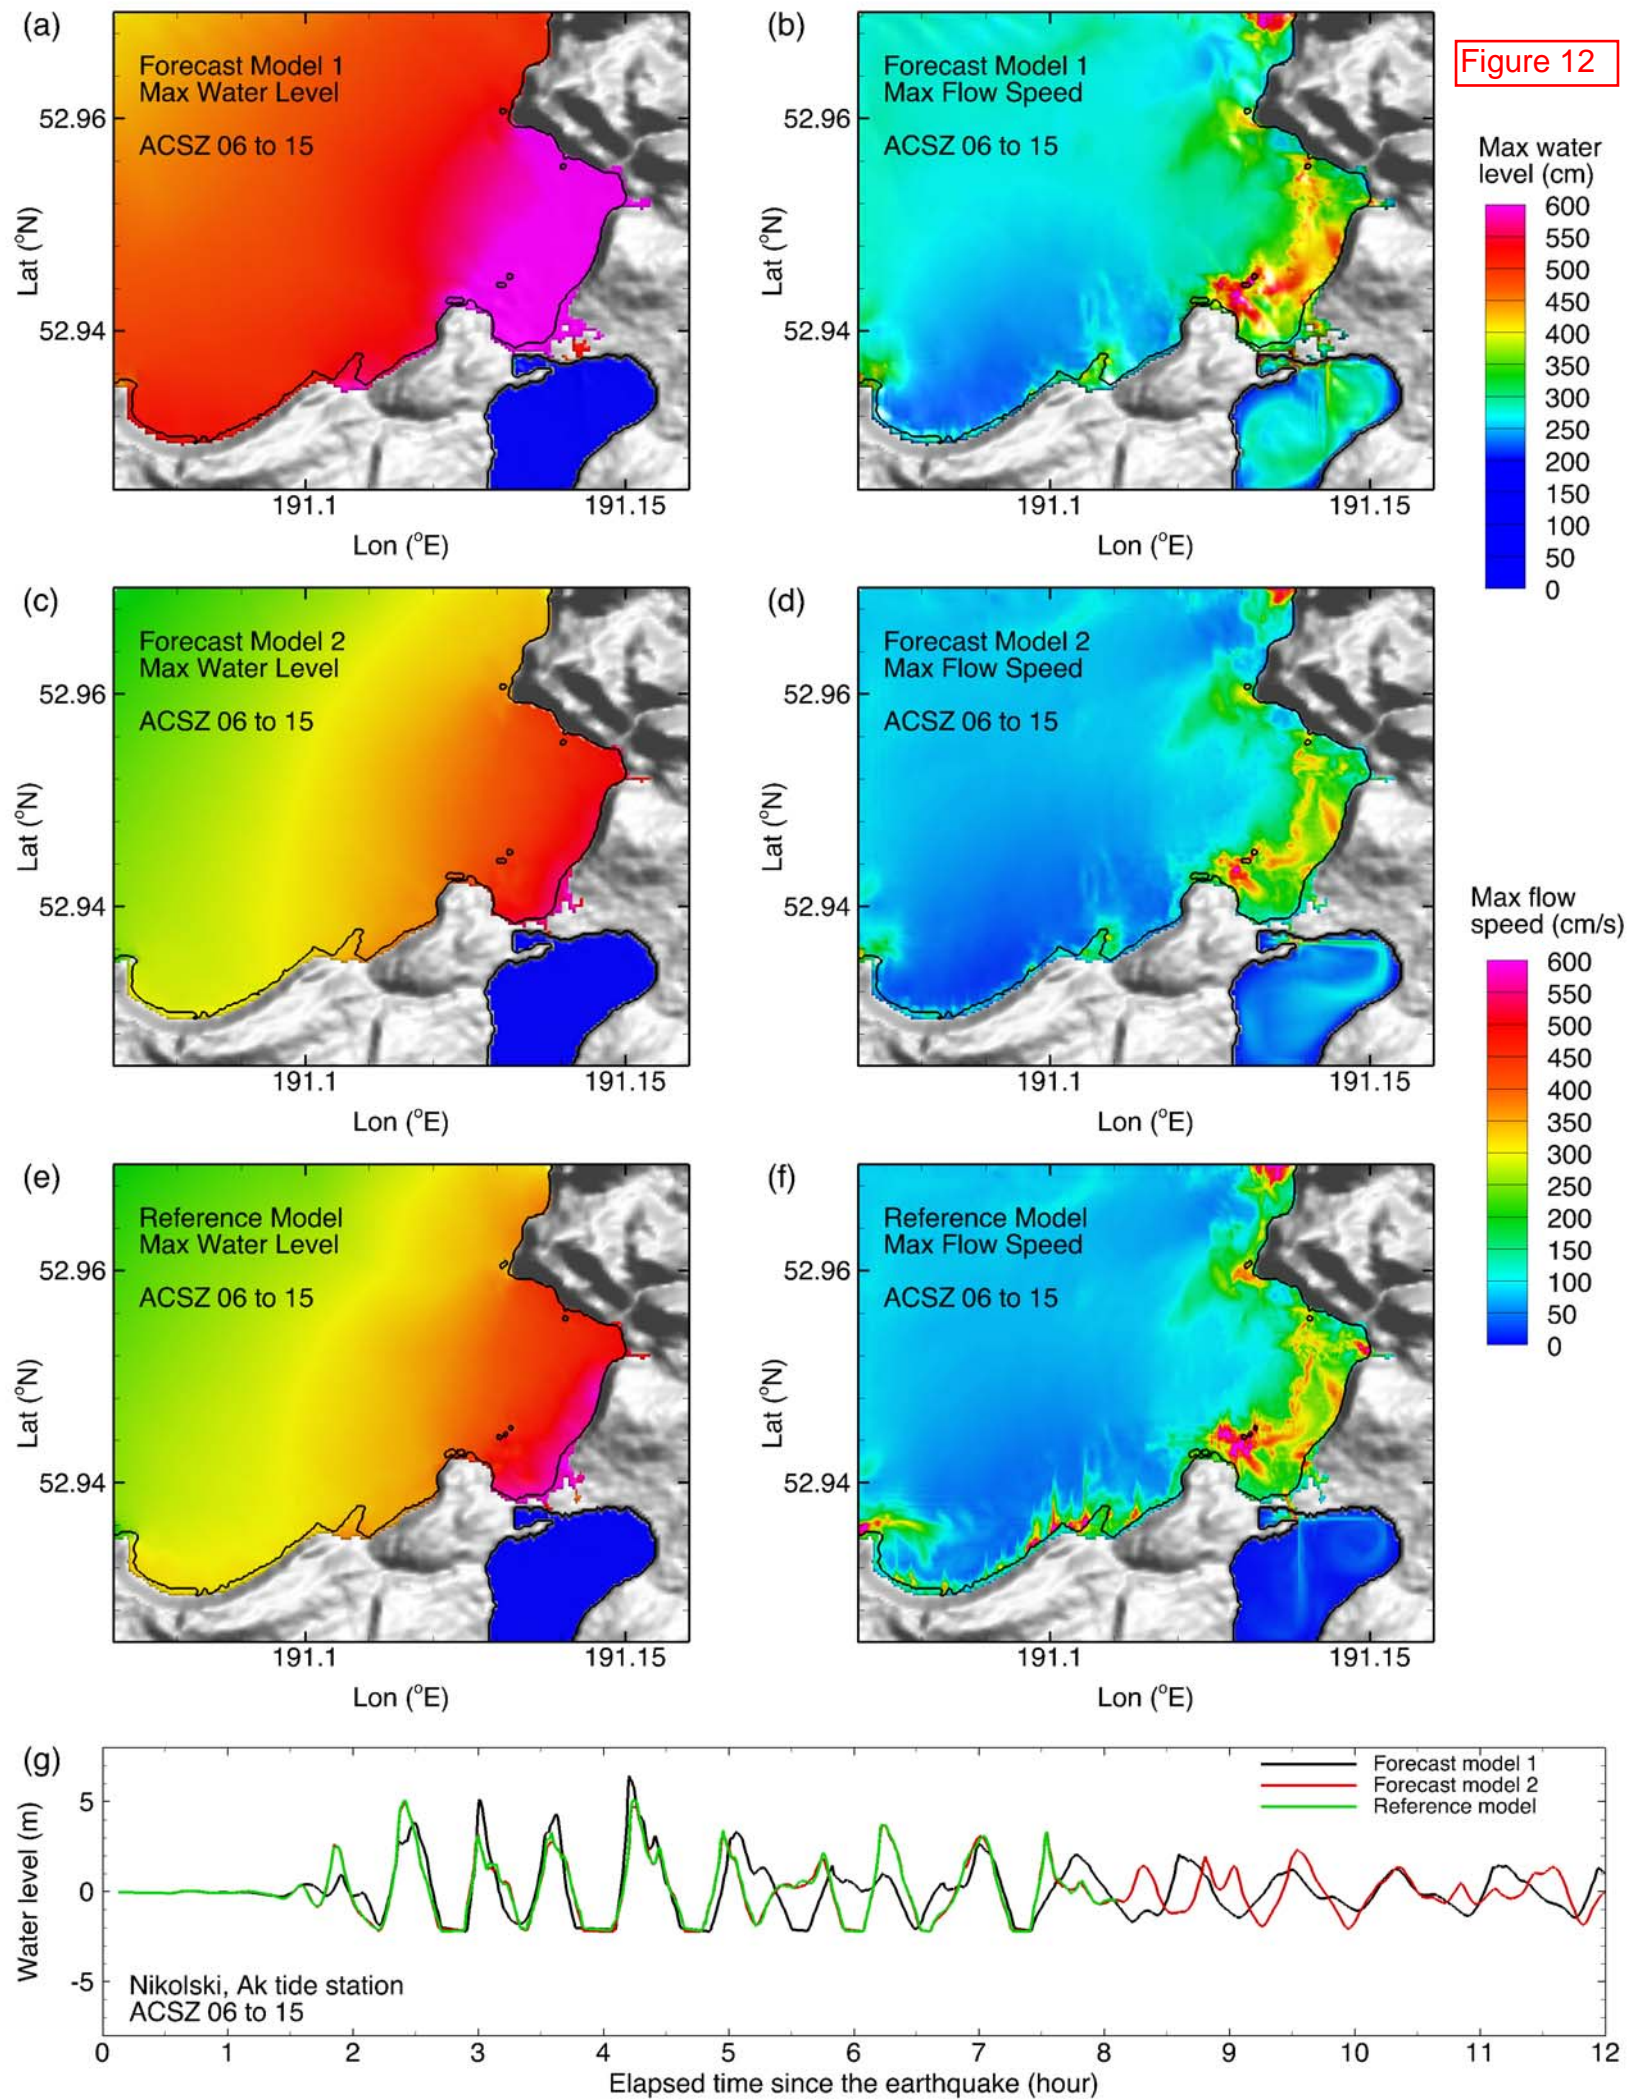 Figure 12
(a)
Forecast Model 1
Max Water Level
ACSZ 06 to 15
52.96
52.94
Lat (°N)
191.1
191.15
Lon (°E)
(b)
Forecast Model 1
Max Flow Speed
ACSZ 06 to 15
52.96
52.94
Lat (°N)
191.1
191.15
Lon (°E)
Max water
level (cm)
600
550
500
450
400
350
300
250
200
150
100
50
0
(c)
Forecast Model 2
Max Water Level
ACSZ 06 to 15
52.96
52.94
Lat (°N)
191.1
191.15
Lon (°E)
(d)
Forecast Model 2
Max Flow Speed
ACSZ 06 to 15
52.96
52.94
Lat (°N)
191.1
191.15
Lon (°E)
Max flow
speed (cm/s)
600
550
500
450
400
350
300
250
200
150
100
50
0
(e)
Reference Model
Max Water Level
ACSZ 06 to 15
52.96
52.94
Lat (°N)
191.1
191.15
Lon (°E)
(f)
Reference Model
Max Flow Speed
ACSZ 06 to 15
52.96
52.94
Lat (°N)
191.1
191.15
Lon (°E)
(g)
Forecast model 1
Forecast model 2
Reference model
Water level (m)
5
0
-5
Nikolski, Ak tide station
ACSZ 06 to 15
0 1 2 3 4 5 6 7 8 9 10 11 12
Elapsed time since the earthquake (hour)